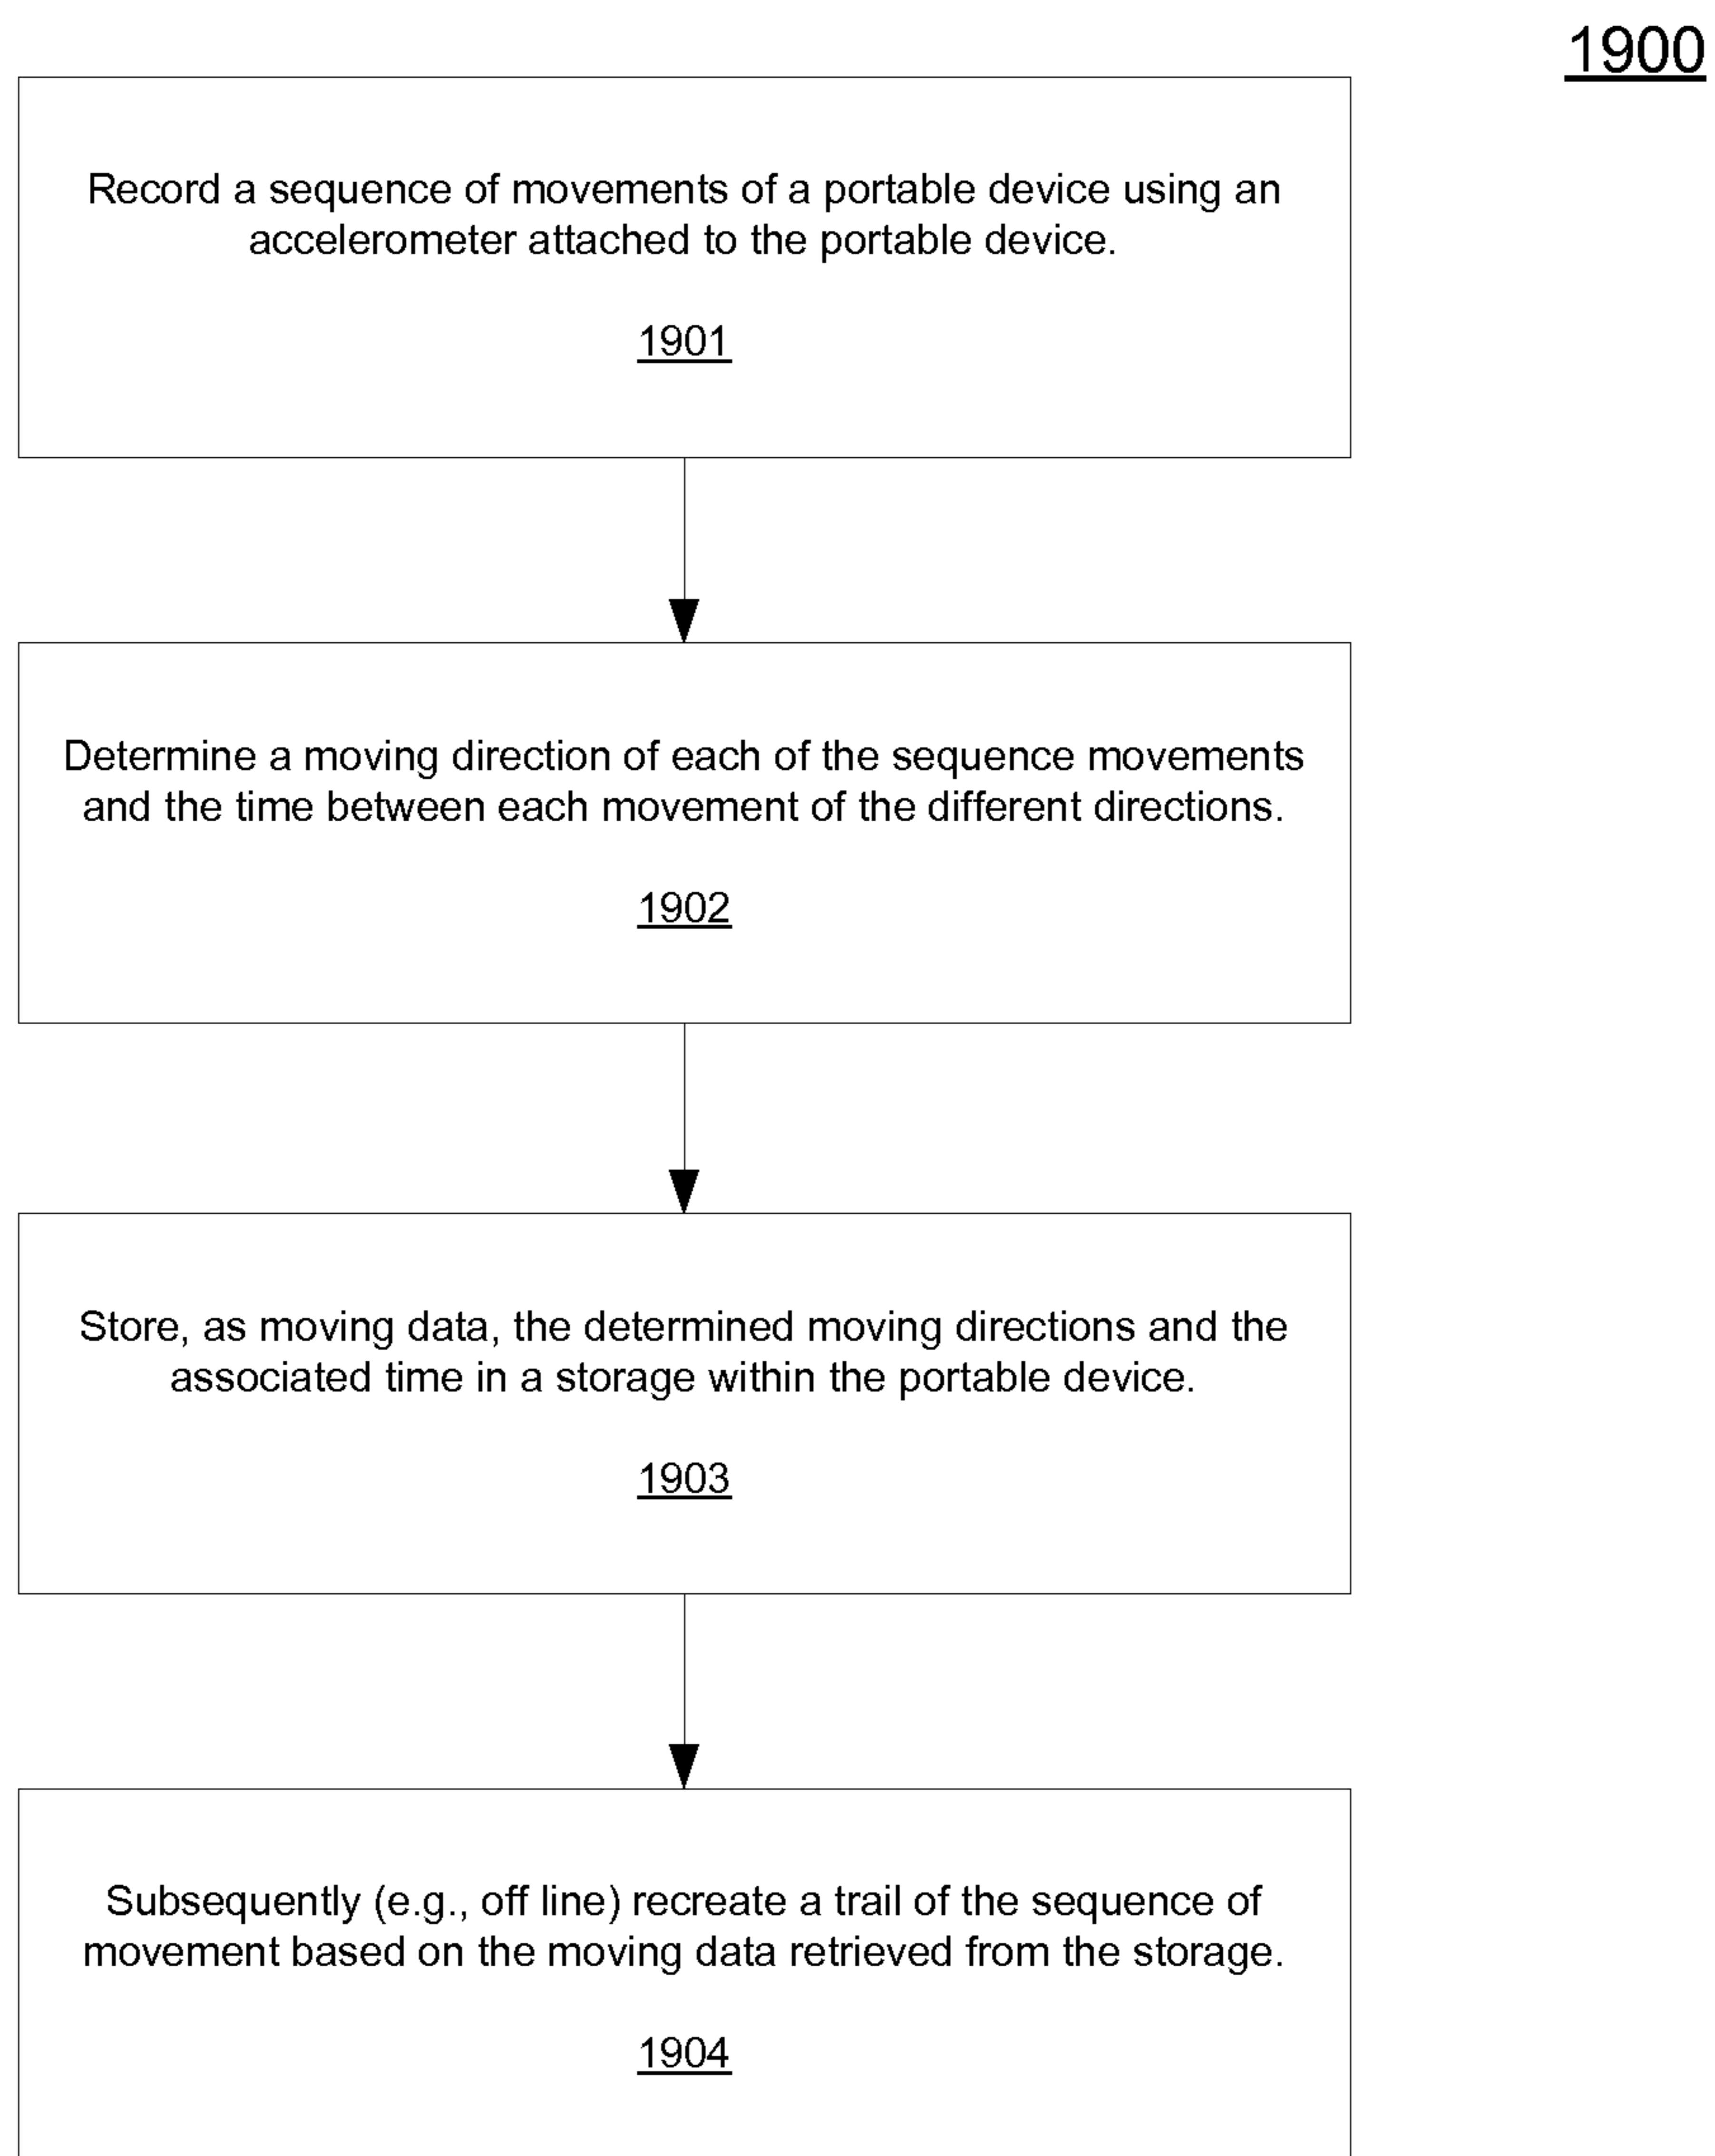 1900
Record a sequence of movements of a portable device using an
accelerometer attached to the portable device.
1901
Determine a moving direction of each of the sequence movements
and the time between each movement of the different directions.
1902
Store, as moving data, the determined moving directions and the
associated time in a storage within the portable device.
1903
Subsequently (e.g., off line) recreate a trail of the sequence of
movement based on the moving data retrieved from the storage.
1904